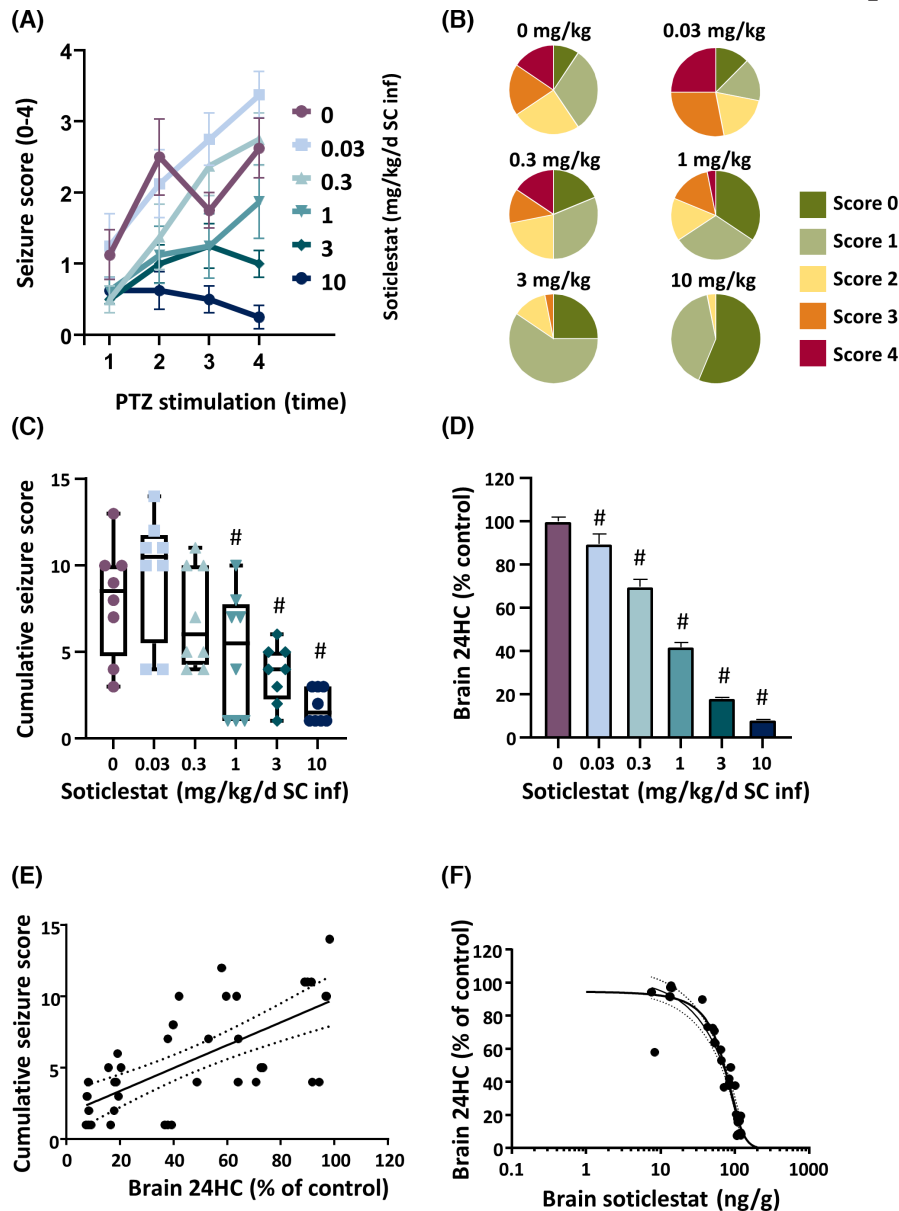 (A)
4
3
2
1
0
Seizure score (0-4)
1 2 3 4
PTZ stimulation (time)
0
0.03
0.3
1
3
10
Soticlestat (mg/kg/d SC inf)
(B)
0 mg/kg
0.03 mg/kg
0.3 mg/kg
1 mg/kg
3 mg/kg
10 mg/kg
Score 0
Score 1
Score 2
Score 3
Score 4
(C)
15
10
5
0
Cumulative seizure score
# # #
0 0.03 0.3 1 3 10
Soticlestat (mg/kg/d SC inf)
(D)
120
100
80
60
40
20
0
Brain 24HC (% control)
# # # # #
0 0.03 0.3 1 3 10
Soticlestat (mg/kg/d SC inf)
(E)
15
10
5
0
Cumulative seizure score
0 20 40 60 80 100 120
Brain 24HC (% of control)
(F)
120
100
80
60
40
20
0
Brain 24HC (% of control)
0.1 1 10 100 1000
Brain soticlestat (ng/g)